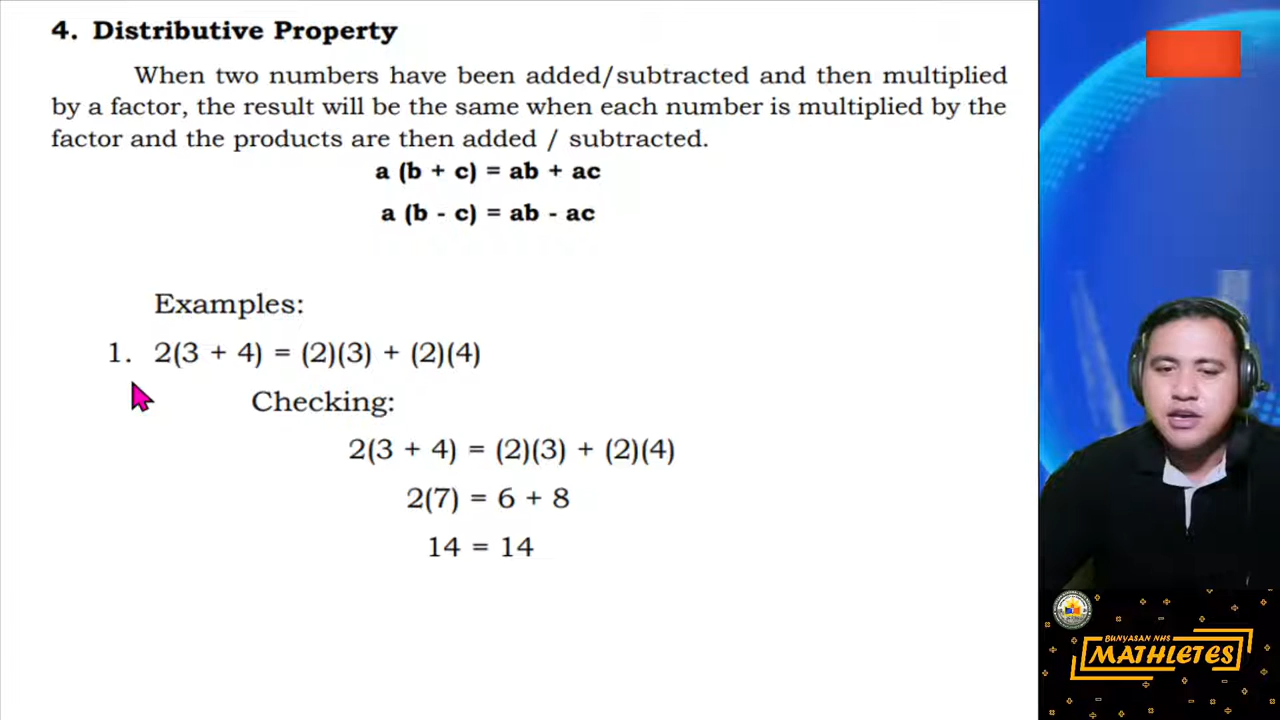 4. Distributive Property
When two numbers have been added/subtracted and then multiplied
by a factor, the result will be the same when each number is multiplied by the
factor and the products are then added / subtracted.
a (b + c) = ab + ac
a (b - c) = ab - ac
Examples:
1. 2(3 + 4) = (2)(3) + (2)(4)
Checking:
2(3 + 4) = (2)(3) + (2)(4)
2(7) = 6 + 8
14 = 14
BUNYASAN NHS
MATHLETES